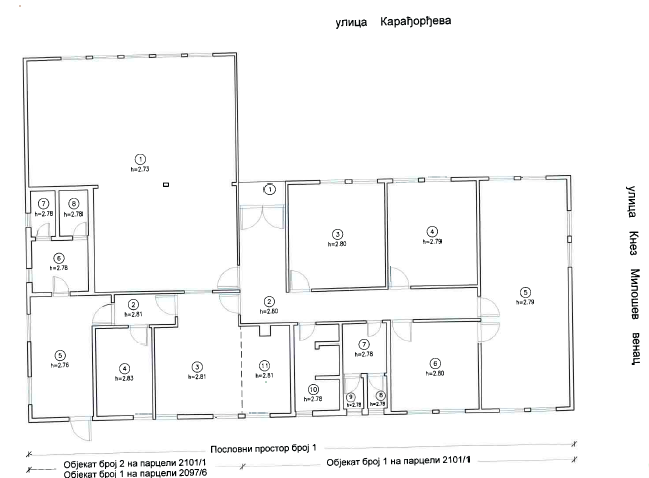 улица Карађорђева
1
h=2.73
7
h=2.78
8
h=2.78
6
h=2.78
1
3
h=2.80
4
h=2.79
5
h=2.79
улица Кнез Милошев венац
2
h=2.81
2
h=2.80
5
h=2.76
4
h=2.83
3
h=2.81
11
h=2.81
10
h=2.78
7
h=2.78
9
h=2.78
8
h=2.78
6
h=2.80
Пословни простор број 1
Објекат број 2 на парцели 2101/1
Објекат број 1 на парцели 2097/6
Објекат број 1 на парцели 2101/1